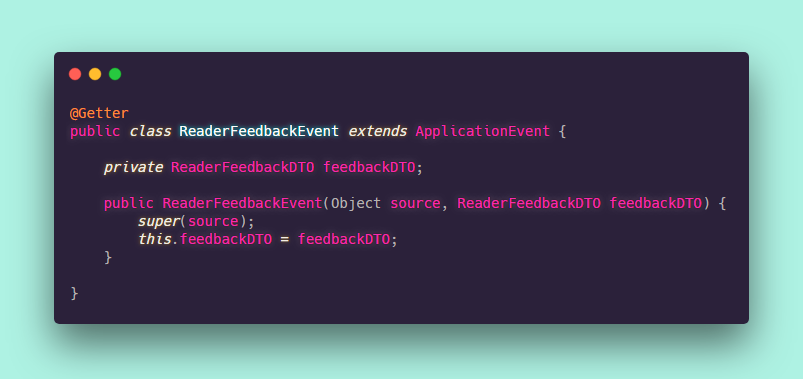 @Getter
public class ReaderFeedbackEvent extends ApplicationEvent {
private ReaderFeedbackDTO feedbackDTO;
public ReaderFeedbackEvent(Object source, ReaderFeedbackDTO feedbackDTO) {
super(source);
this.feedbackDTO = feedbackDTO;
}
}